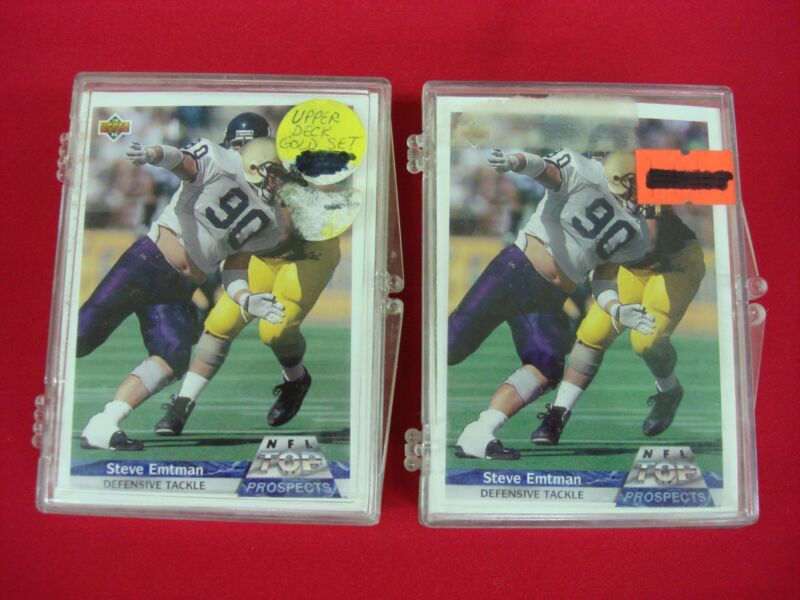 UPPER
DECK
GOLD SET
90
Steve Emtman
DEFENSIVE TACKLE
NFL
TOP
PROSPECTS
90
Steve Emtman
DEFENSIVE TACKLE
NFL
TOP
PROSPECTS